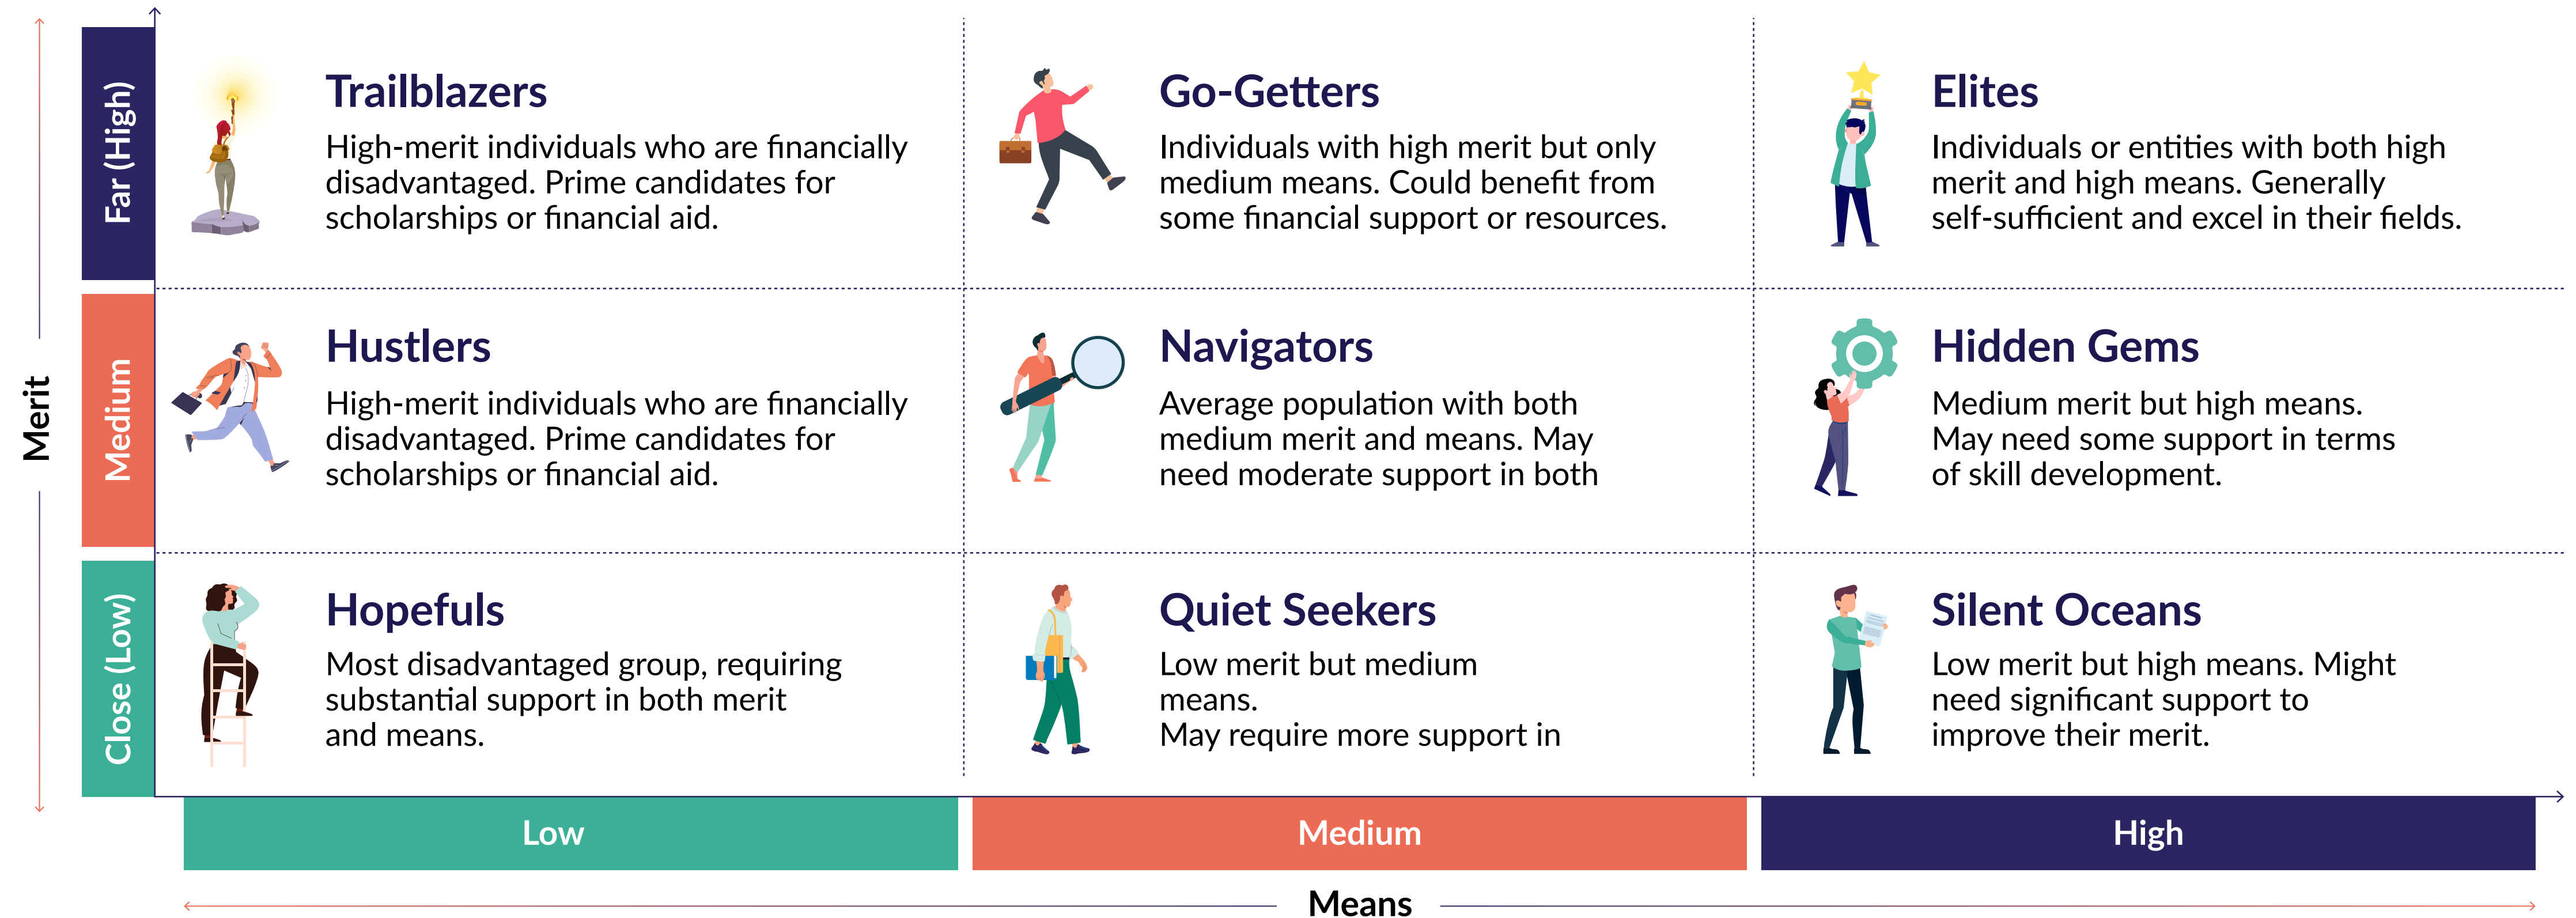 Merit
Far (High)
Trailblazers
High-merit individuals who are financially
disadvantaged. Prime candidates for
scholarships or financial aid.
Go-Getters
Individuals with high merit but only
medium means. Could benefit from
some financial support or resources.
Elites
Individuals or entities with both high
merit and high means. Generally
self-sufficient and excel in their fields.
Medium
Hustlers
High-merit individuals who are financially
disadvantaged. Prime candidates for
scholarships or financial aid.
Navigators
Average population with both
medium merit and means. May
need moderate support in both
Hidden Gems
Medium merit but high means.
May need some support in terms
of skill development.
Close (Low)
Hopefuls
Most disadvantaged group, requiring
substantial support in both merit
and means.
Quiet Seekers
Low merit but medium
means.
May require more support in
Silent Oceans
Low merit but high means. Might
need significant support to
improve their merit.
Low
Medium
High
Means